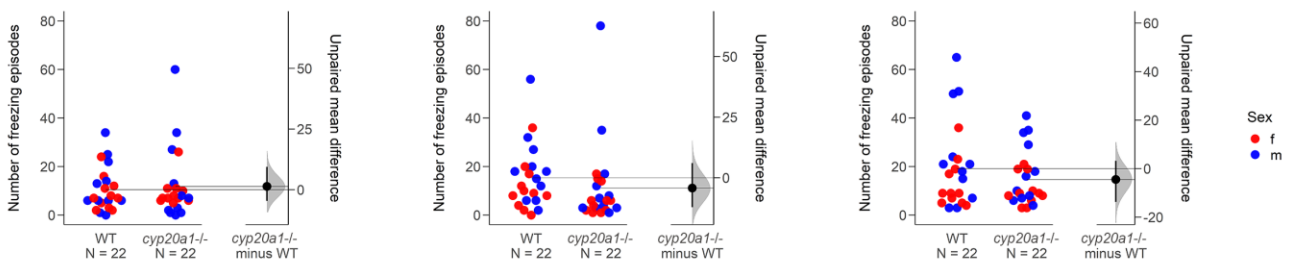 Number of freezing episodes
80
60
40
20
0
WT
N = 22
cyp20a1-/-
N = 22
cyp20a1-/-
minus WT
50
25
0
Unpaired mean difference
Number of freezing episodes
80
60
40
20
0
WT
N = 22
cyp20a1-/-
N = 22
cyp20a1-/-
minus WT
50
25
0
Unpaired mean difference
Number of freezing episodes
80
60
40
20
0
WT
N = 22
cyp20a1-/-
N = 22
cyp20a1-/-
minus WT
60
40
20
0
-20
Unpaired mean difference
Sex
f
m